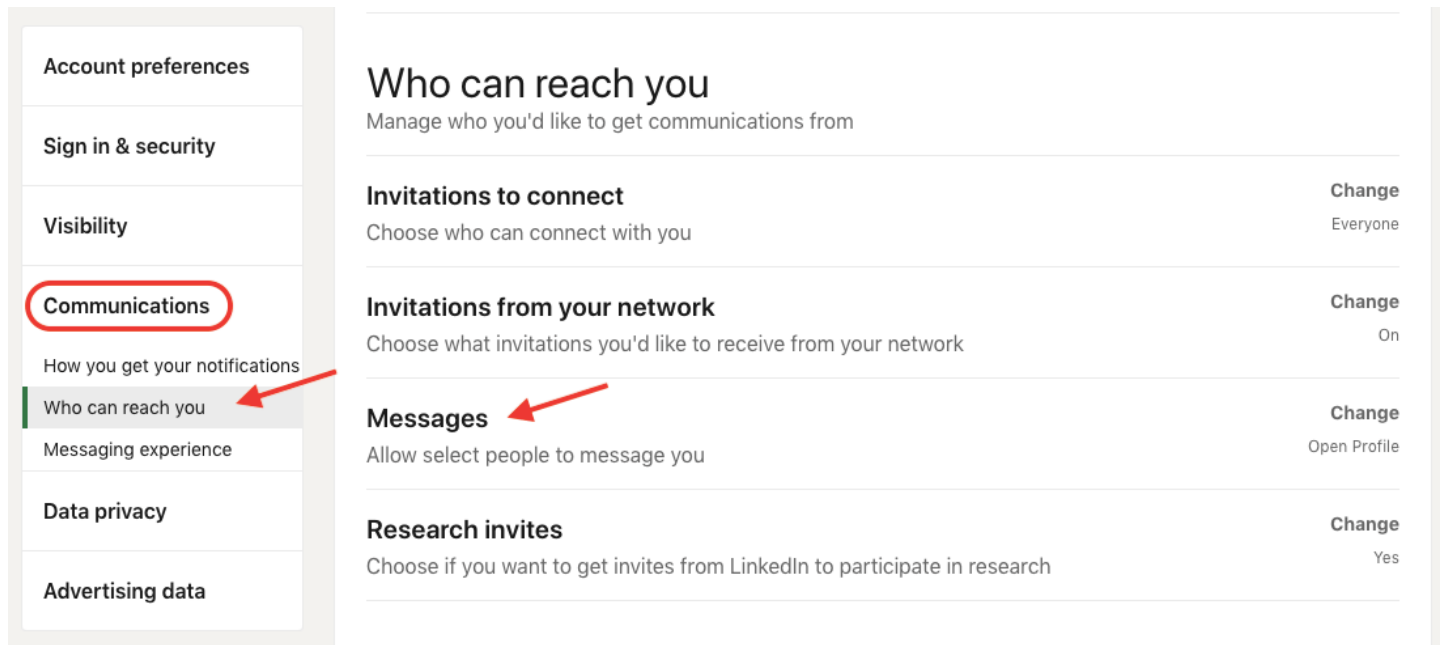 Account preferences
Sign in & security
Visibility
Communications
How you get your notifications
Who can reach you
Messaging experience
Data privacy
Advertising data
Who can reach you
Manage who you'd like to get communications from
Invitations to connect
Change
Choose who can connect with you
Everyone
Invitations from your network
Change
Choose what invitations you'd like to receive from your network
On
Messages
Change
Allow select people to message you
Open Profile
Research invites
Change
Choose if you want to get invites from LinkedIn to participate in research
Yes